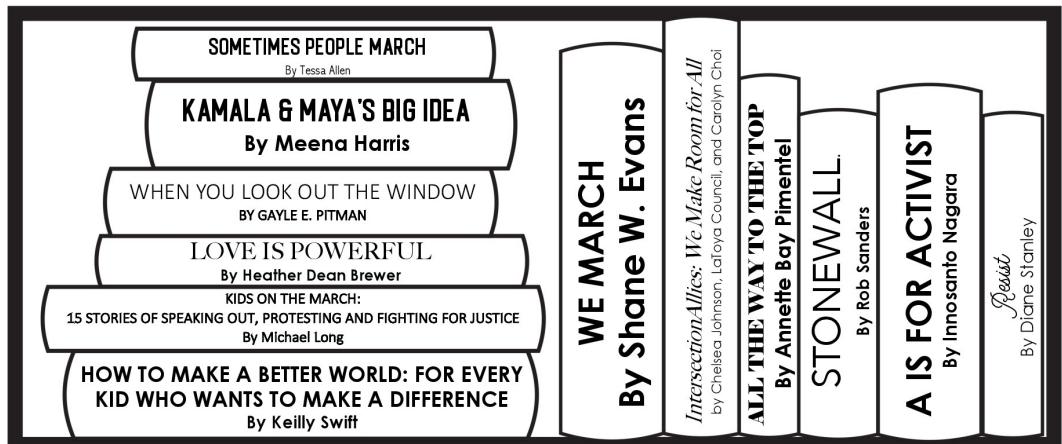 SOMETIMES PEOPLE MARCH
By Tessa Allen
KAMALA & MAYA'S BIG IDEA
By Meena Harris
WHEN YOU LOOK OUT THE WINDOW
BY GAYLE E. PITMAN
LOVE IS POWERFUL
By Heather Dean Brewer
KIDS ON THE MARCH:
15 STORIES OF SPEAKING OUT, PROTESTING AND FIGHTING FOR JUSTICE
By Michael Long
HOW TO MAKE A BETTER WORLD: FOR EVERY
KID WHO WANTS TO MAKE A DIFFERENCE
By Keilly Swift
WE MARCH
By Shane W. Evans
IntersectionAllies: We Make Room for All
by Chelsea Johnson, LaToya Council, and Carolyn Choi
ALL THE WAY TO THE TOP
By Annette Bay Pimentel
STONEWALL.
By Rob Sanders
A IS FOR ACTIVIST
By Innosanto Nagara
Resist
By Diane Stanley